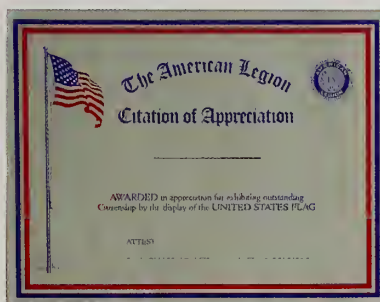 The American Legion
Citation of Appreciation
AWARDED in appreciation for exhibiting outstanding
Citizenship by the display of the UNITED STATES FLAG
ATTEST